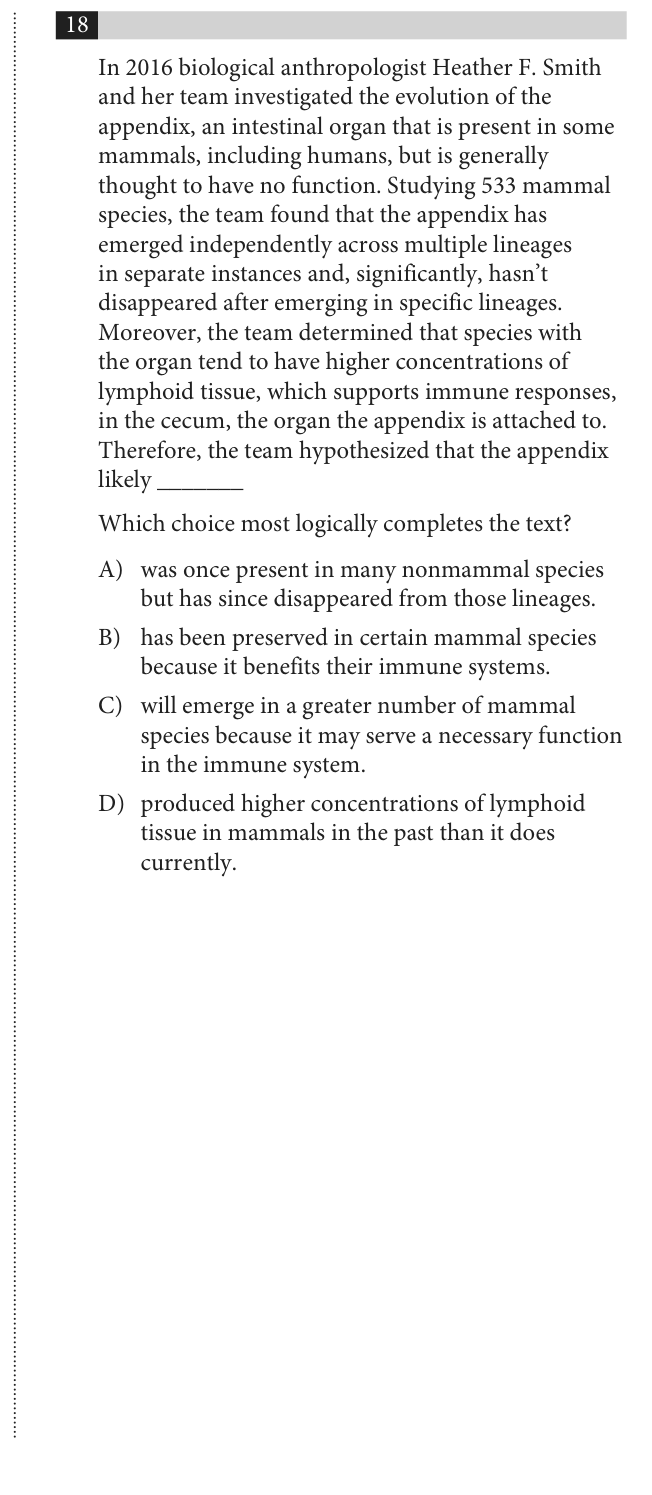 18
In 2016 biological anthropologist Heather F. Smith
and her team investigated the evolution of the
appendix, an intestinal organ that is present in some
mammals, including humans, but is generally
thought to have no function. Studying 533 mammal
species, the team found that the appendix has
emerged independently across multiple lineages
in separate instances and, significantly, hasn’t
disappeared after emerging in specific lineages.
Moreover, the team determined that species with
the organ tend to have higher concentrations of
lymphoid tissue, which supports immune responses,
in the cecum, the organ the appendix is attached to.
Therefore, the team hypothesized that the appendix
likely _______
Which choice most logically completes the text?
A) was once present in many nonmammal species
but has since disappeared from those lineages.
B) has been preserved in certain mammal species
because it benefits their immune systems.
C) will emerge in a greater number of mammal
species because it may serve a necessary function
in the immune system.
D) produced higher concentrations of lymphoid
tissue in mammals in the past than it does
currently.